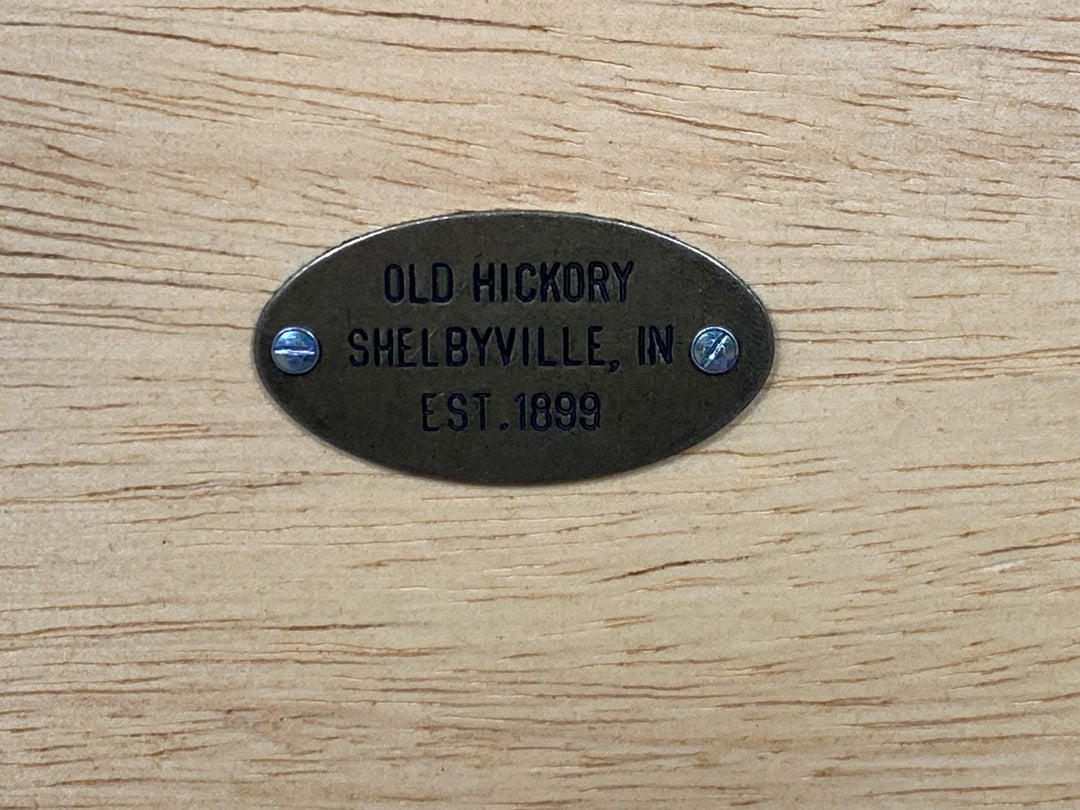 OLD HICKORY
SHELBYVILLE, IN
EST.1899